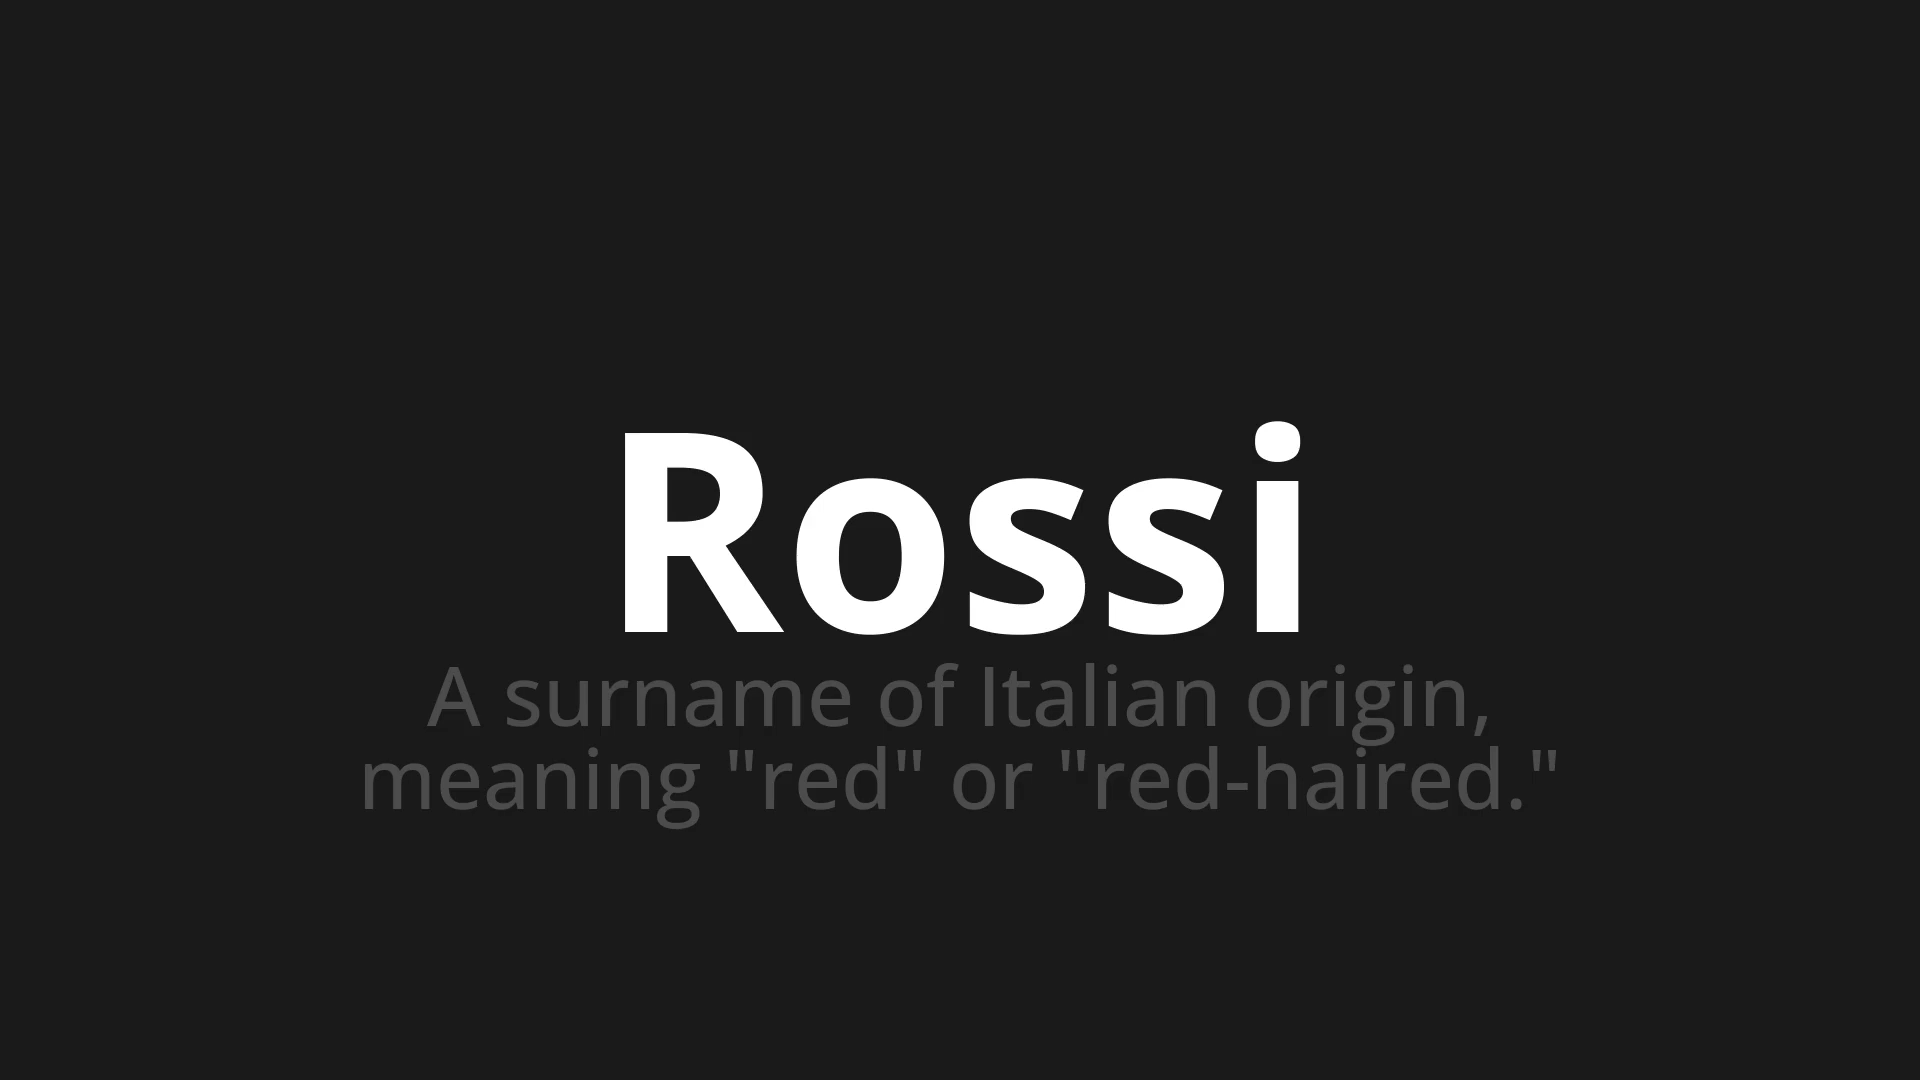 Rossi
A surname of Italian origin,
meaning "red" or "red-haired."